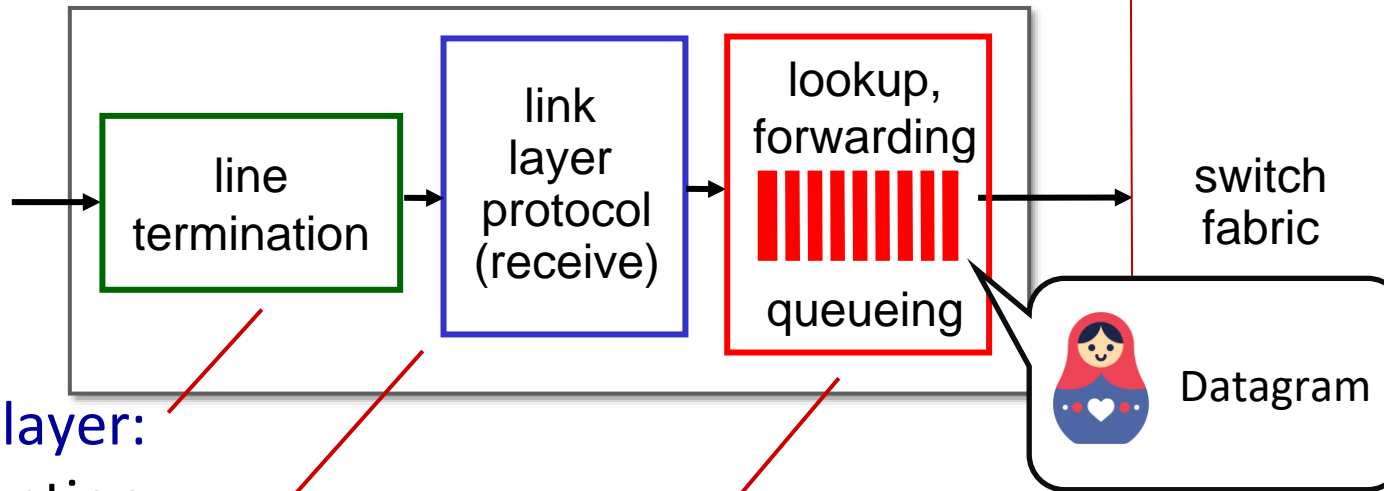 line
termination
link
layer
protocol
(receive)
lookup,
forwarding
queueing
switch
fabric
Datagram
layer: